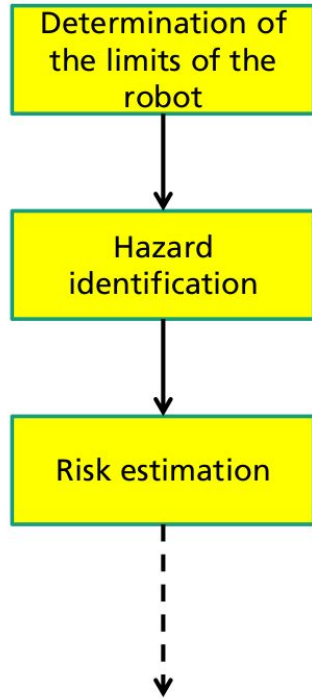 Determination of
the limits of the
robot
Hazard
identification
Risk estimation